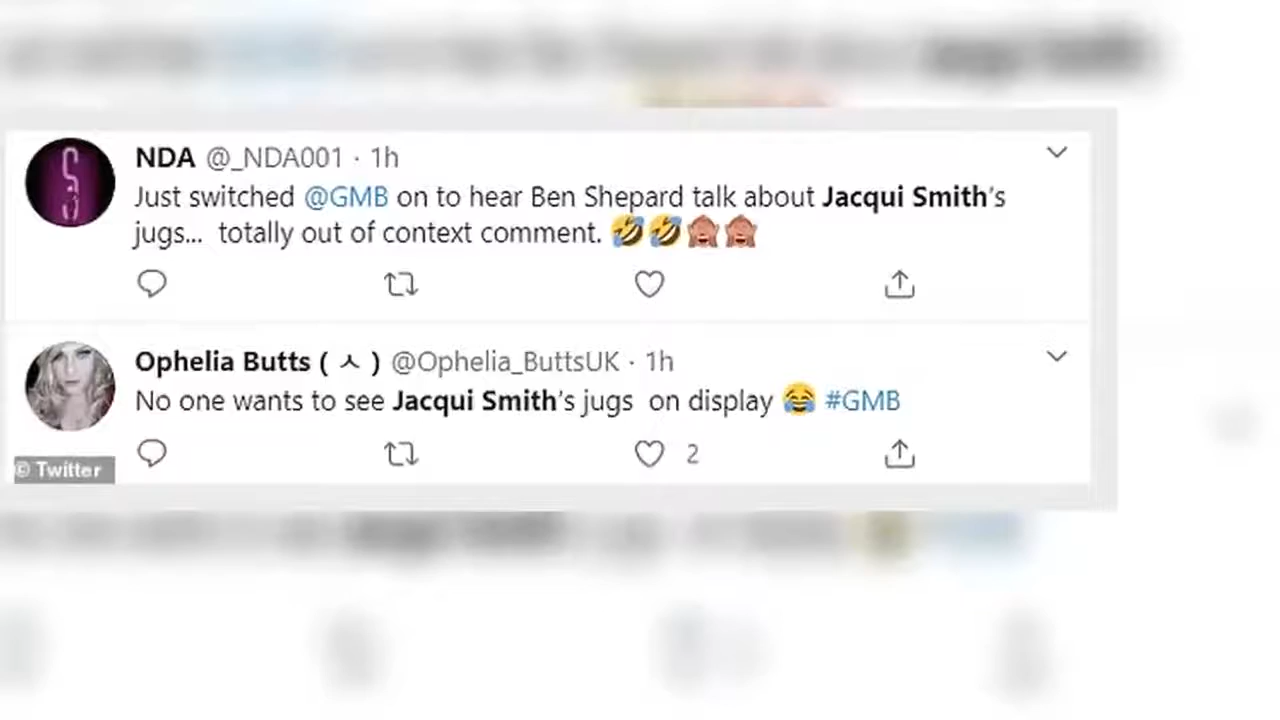 NDA @_NDA001 · 1h
Just switched @GMB on to hear Ben Shepard talk about Jacqui Smith's
jugs... totally out of context comment. 🤣🤣🙈🙈
Ophelia Butts ( ㅅ ) @Ophelia_ButtsUK · 1h
No one wants to see Jacqui Smith's jugs on display 😂 #GMB
2
© Twitter